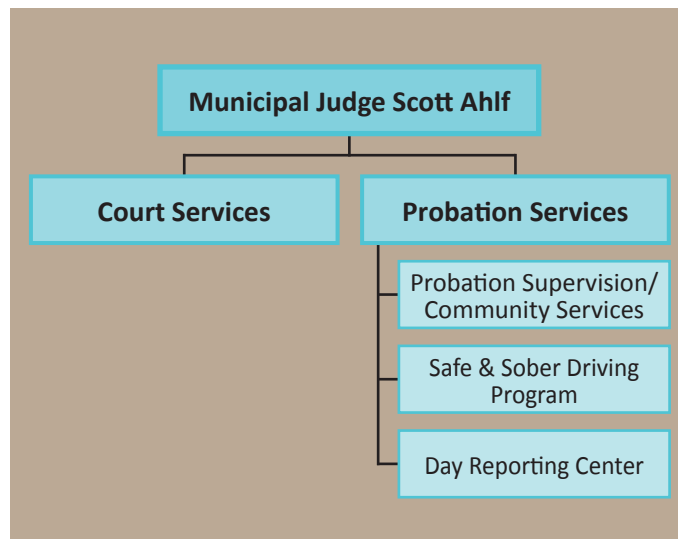 Municipal Judge Scott Ahlf
Court Services
Probation Services
Probation Supervision/
Community Services
Safe & Sober Driving
Program
Day Reporting Center